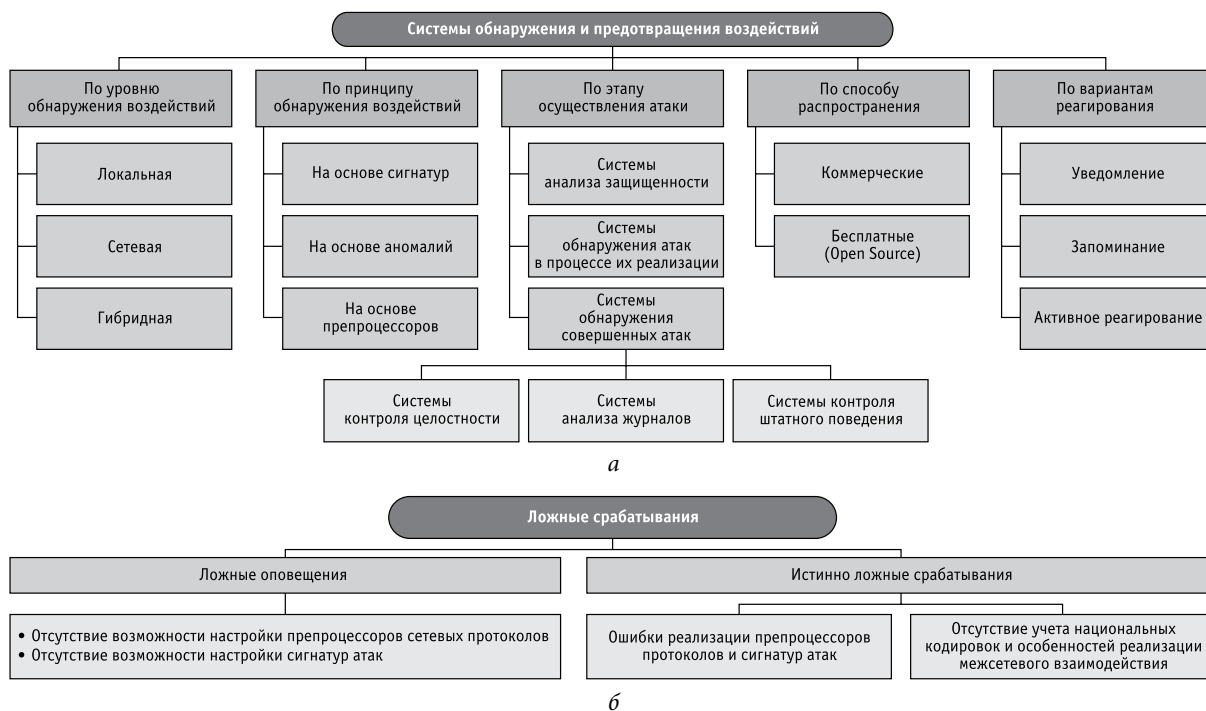 Системы обнаружения и предотвращения воздействий
По уровню
обнаружения воздействий
Локальная
Сетевая
Гибридная
По принципу
обнаружения воздействий
На основе сигнатур
На основе аномалий
На основе
препроцессоров
По этапу
осуществления атаки
Системы
анализа защищенности
Системы
обнаружения атак
в процессе их реализации
Системы
обнаружения
совершенных атак
Системы
контроля целостности
Системы
анализа журналов
Системы контроля
штатного поведения
По способу
распространения
Коммерческие
Бесплатные
(Open Source)
По вариантам
реагирования
Уведомление
Запоминание
Активное реагирование
а
Ложные срабатывания
Ложные оповещения
• Отсутствие возможности настройки препроцессоров сетевых протоколов
• Отсутствие возможности настройки сигнатур атак
Истинно ложные срабатывания
Ошибки реализации препроцессоров
протоколов и сигнатур атак
Отсутствие учета национальных
кодировок и особенностей реализации
межсетевого взаимодействия
б